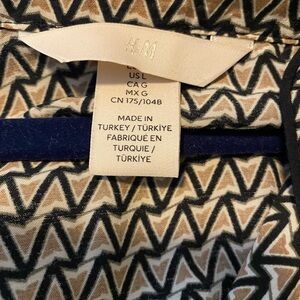 H&M
US L
CA G
MX G
CN 175/104B
MADE IN
TURKEY / TÜRKİYE
FABRIQUÉ EN
TURQUIE /
TÜRKİYE